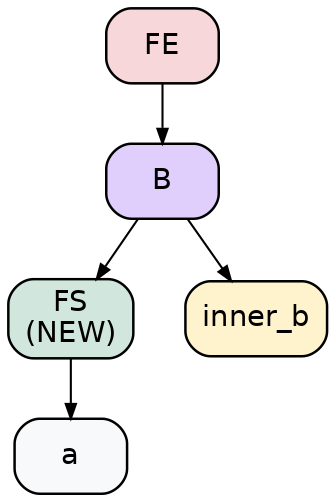 FE
B
FS
(NEW)
inner_b
a